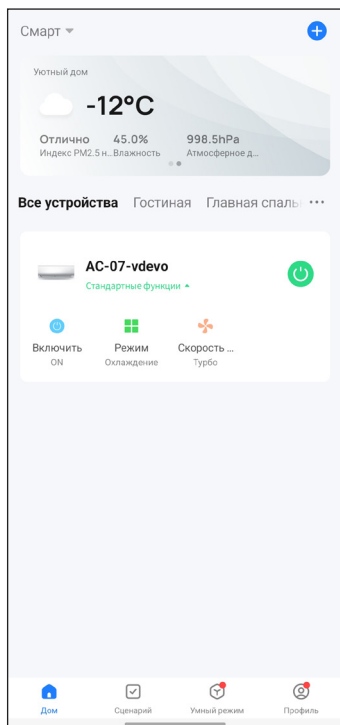 Смарт
Уютный дом
-12°C
Отлично 45.0% 998.5hPa
Индекс PM2.5 н... Влажность Атмосферное д...
Все устройства Гостиная Главная спаль ...
AC-07-vdevo
Стандартные функции
Включить Режим Скорость ...
ON Охлаждение Турбо
Дом Сценарий Умный режим Профиль